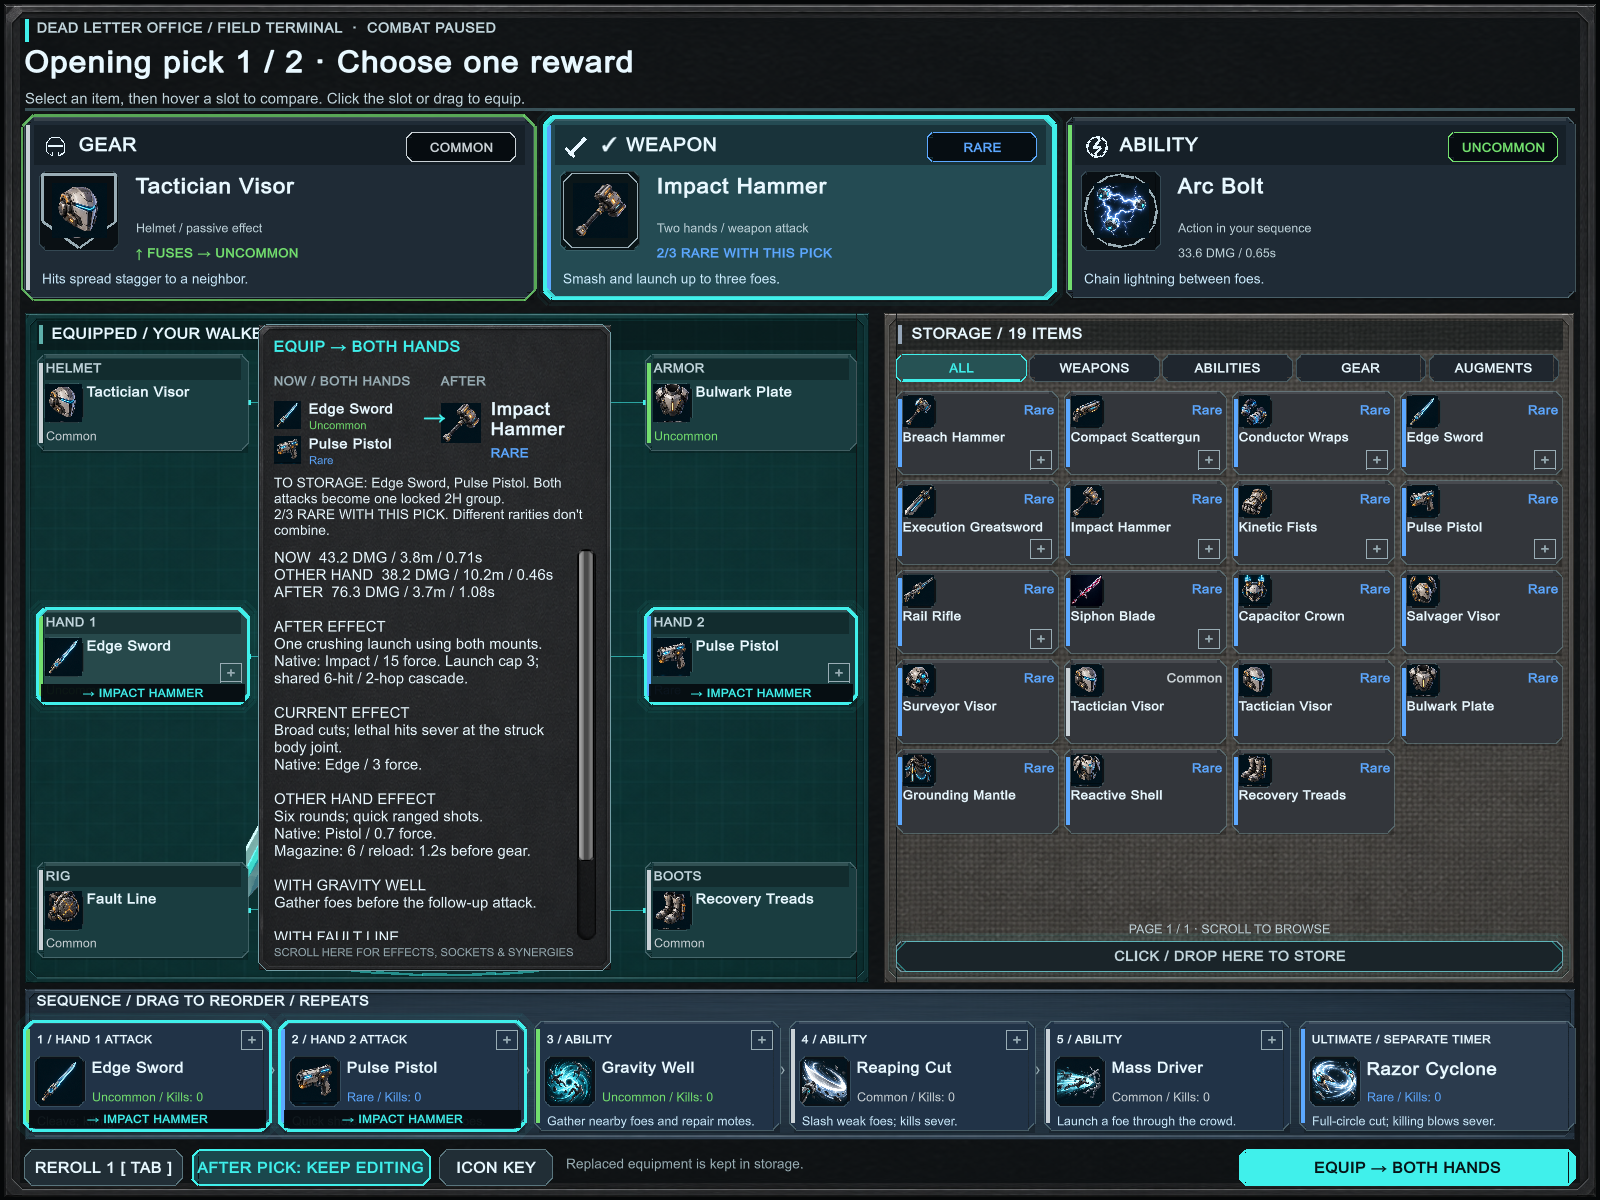 DEAD LETTER OFFICE / FIELD TERMINAL · COMBAT PAUSED
Opening pick 1 / 2 · Choose one reward
Select an item, then hover a slot to compare. Click the slot or drag to equip.
GEAR
COMMON
Tactician Visor
Helmet / passive effect
↑ FUSES → UNCOMMON
Hits spread stagger to a neighbor.
✓ WEAPON
RARE
Impact Hammer
Two hands / weapon attack
2/3 RARE WITH THIS PICK
Smash and launch up to three foes.
ABILITY
UNCOMMON
Arc Bolt
Action in your sequence
33.6 DMG / 0.65s
Chain lightning between foes.
EQUIPPED / YOUR WALKE
HELMET
Tactician Visor
Common
HAND 1
Edge Sword
+
→ IMPACT HAMMER
RIG
Fault Line
Common
EQUIP → BOTH HANDS
NOW / BOTH HANDS
AFTER
Edge Sword
Uncommon
Pulse Pistol
Rare
→
Impact
Hammer
RARE
TO STORAGE: Edge Sword, Pulse Pistol. Both
attacks become one locked 2H group.
2/3 RARE WITH THIS PICK. Different rarities don't
combine.
NOW 43.2 DMG / 3.8m / 0.71s
OTHER HAND 38.2 DMG / 10.2m / 0.46s
AFTER 76.3 DMG / 3.7m / 1.08s
AFTER EFFECT
One crushing launch using both mounts.
Native: Impact / 15 force. Launch cap 3;
shared 6-hit / 2-hop cascade.
CURRENT EFFECT
Broad cuts; lethal hits sever at the struck
body joint.
Native: Edge / 3 force.
OTHER HAND EFFECT
Six rounds; quick ranged shots.
Native: Pistol / 0.7 force.
Magazine: 6 / reload: 1.2s before gear.
WITH GRAVITY WELL
Gather foes before the follow-up attack.
WITH FAULT LINE
SCROLL HERE FOR EFFECTS, SOCKETS & SYNERGIES
ARMOR
Bulwark Plate
Uncommon
HAND 2
Pulse Pistol
+
→ IMPACT HAMMER
BOOTS
Recovery Treads
Common
STORAGE / 19 ITEMS
ALL
WEAPONS
ABILITIES
GEAR
AUGMENTS
Rare
Breach Hammer
+
Rare
Compact Scattergun
+
Rare
Conductor Wraps
+
Rare
Edge Sword
+
Rare
Execution Greatsword
+
Rare
Impact Hammer
+
Rare
Kinetic Fists
+
Rare
Pulse Pistol
+
Rare
Rail Rifle
+
Rare
Siphon Blade
+
Rare
Capacitor Crown
Rare
Salvager Visor
Rare
Surveyor Visor
Common
Tactician Visor
Rare
Tactician Visor
Rare
Bulwark Plate
Rare
Grounding Mantle
Rare
Reactive Shell
Rare
Recovery Treads
PAGE 1 / 1 · SCROLL TO BROWSE
CLICK / DROP HERE TO STORE
SEQUENCE / DRAG TO REORDER / REPEATS
1 / HAND 1 ATTACK
+
Edge Sword
Uncommon / Kills: 0
→ IMPACT HAMMER
2 / HAND 2 ATTACK
+
Pulse Pistol
Rare / Kills: 0
→ IMPACT HAMMER
3 / ABILITY
+
Gravity Well
Uncommon / Kills: 0
Gather nearby foes and repair motes.
4 / ABILITY
+
Reaping Cut
Common / Kills: 0
Slash weak foes; kills sever.
5 / ABILITY
+
Mass Driver
Common / Kills: 0
Launch a foe through the crowd.
ULTIMATE / SEPARATE TIMER
Razor Cyclone
Rare / Kills: 0
Full-circle cut; killing blows sever.
REROLL 1 [ TAB ]
AFTER PICK: KEEP EDITING
ICON KEY
Replaced equipment is kept in storage.
EQUIP → BOTH HANDS